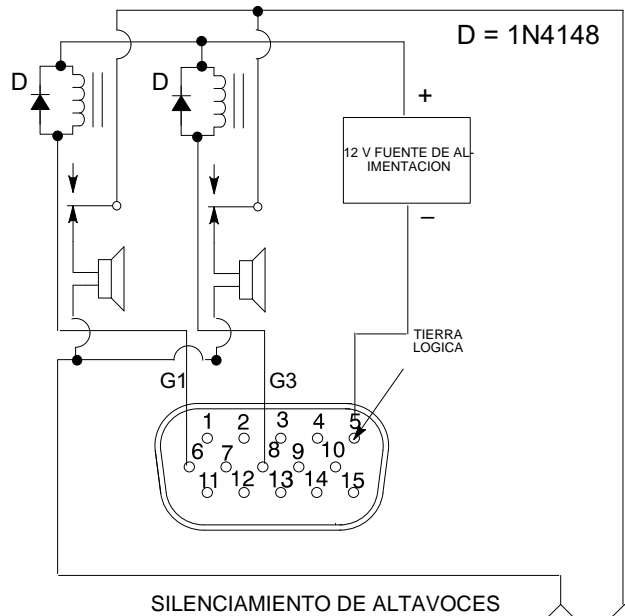 D = 1N4148
D
D
+
12 V FUENTE DE AL-
IMENTACION
−
TIERRA
LOGICA
G1
G3
1
2
3
4
5
6
7
8
9
10
11
12
13
14
15
SILENCIAMIENTO DE ALTAVOCES